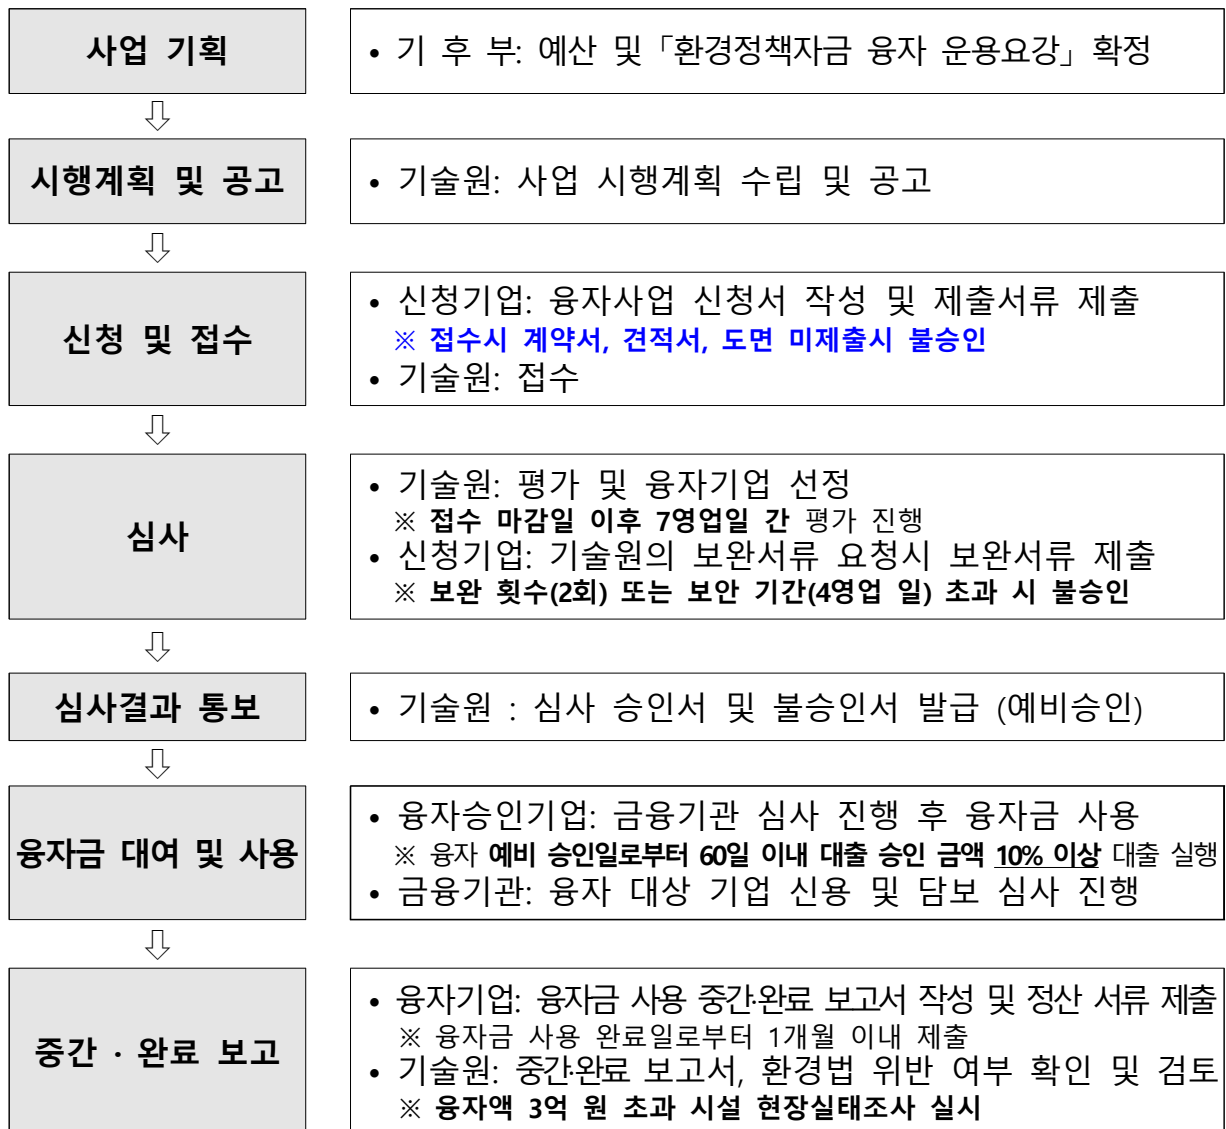 사업 기획
• 기 후 부: 예산 및「환경정책자금 융자 운용요강」확정
시행계획 및 공고
• 기술원: 사업 시행계획 수립 및 공고
신청 및 접수
• 신청기업: 융자사업 신청서 작성 및 제출서류 제출
※ 접수시 계약서, 견적서, 도면 미제출시 불승인
• 기술원: 접수
심사
• 기술원: 평가 및 융자기업 선정
※ 접수 마감일 이후 7영업일 간 평가 진행
• 신청기업: 기술원의 보완서류 요청시 보완서류 제출
※ 보완 횟수(2회) 또는 보안 기간(4영업 일) 초과 시 불승인
심사결과 통보
• 기술원 : 심사 승인서 및 불승인서 발급 (예비승인)
융자금 대여 및 사용
• 융자승인기업: 금융기관 심사 진행 후 융자금 사용
※ 융자 예비 승인일로부터 60일 이내 대출 승인 금액 10% 이상 대출 실행
• 금융기관: 융자 대상 기업 신용 및 담보 심사 진행
중간 · 완료 보고
• 융자기업: 융자금 사용 중간·완료 보고서 작성 및 정산 서류 제출
※ 융자금 사용 완료일로부터 1개월 이내 제출
• 기술원: 중간·완료 보고서, 환경법 위반 여부 확인 및 검토
※ 융자액 3억 원 초과 시설 현장실태조사 실시